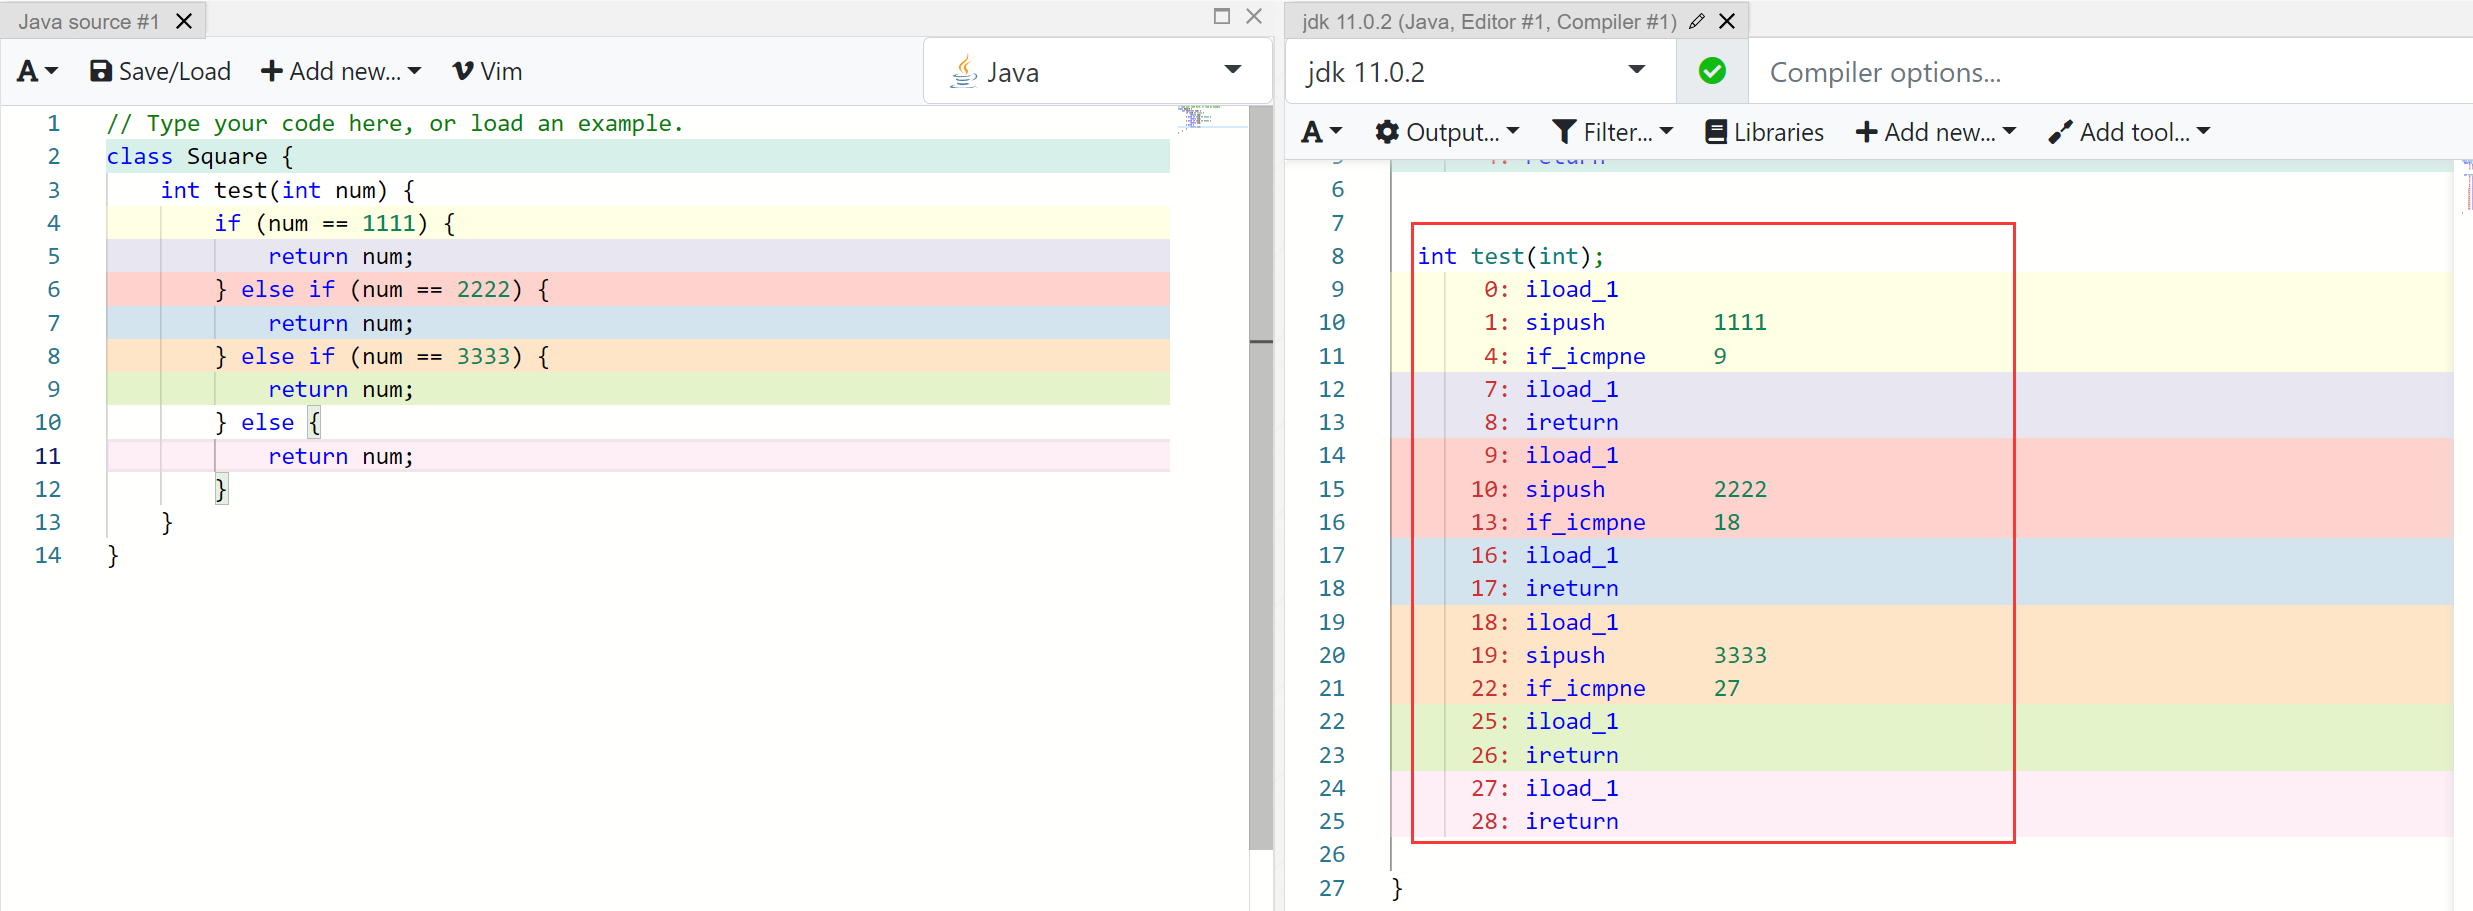 Java source #1
A
Save/Load
Add new...
Vim
Java
1 // Type your code here, or load an example.
2 class Square {
3 int test(int num) {
4 if (num == 1111) {
5 return num;
6 } else if (num == 2222) {
7 return num;
8 } else if (num == 3333) {
9 return num;
10 } else {
11 return num;
12 }
13 }
14 }
jdk 11.0.2 (Java, Editor #1, Compiler #1)
jdk 11.0.2
Compiler options...
A
Output...
Filter...
Libraries
Add new...
Add tool...
6
7
8 int test(int);
9 0: iload_1
10 1: sipush 1111
11 4: if_icmpne 9
12 7: iload_1
13 8: ireturn
14 9: iload_1
15 10: sipush 2222
16 13: if_icmpne 18
17 16: iload_1
18 17: ireturn
19 18: iload_1
20 19: sipush 3333
21 22: if_icmpne 27
22 25: iload_1
23 26: ireturn
24 27: iload_1
25 28: ireturn
26
27 }